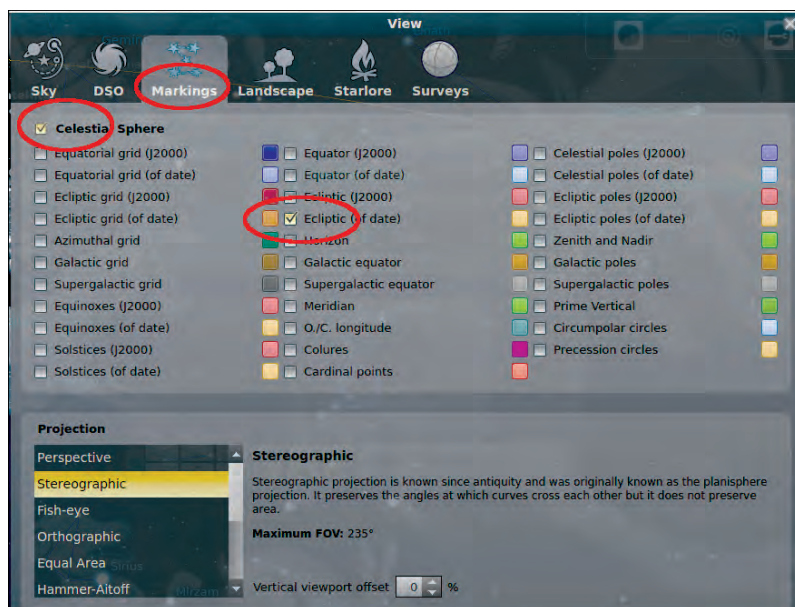 View
Sky DSO Markings Landscape Starlore Surveys
Celestial Sphere
Equatorial grid (J2000) Equator (J2000) Celestial poles (J2000)
Equatorial grid (of date) Equator (of date) Celestial poles (of date)
Ecliptic grid (J2000) Ecliptic (J2000) Ecliptic poles (J2000)
Ecliptic grid (of date) Ecliptic (of date) Ecliptic poles (of date)
Azimuthal grid Horizon Zenith and Nadir
Galactic grid Galactic equator Galactic poles
Supergalactic grid Supergalactic equator Supergalactic poles
Equinoxes (J2000) Meridian Prime Vertical
Equinoxes (of date) O./C. longitude Circumpolar circles
Solstices (J2000) Colures Precession circles
Solstices (of date) Cardinal points
Projection
Perspective
Stereographic
Fish-eye
Orthographic
Equal Area
Sirius
Hammer-Aitoff
Mirzam
Stereographic
Stereographic projection is known since antiquity and was originally known as the planisphere
projection. It preserves the angles at which curves cross each other but it does not preserve
area.
Maximum FOV: 235°
Vertical viewport offset 0 %